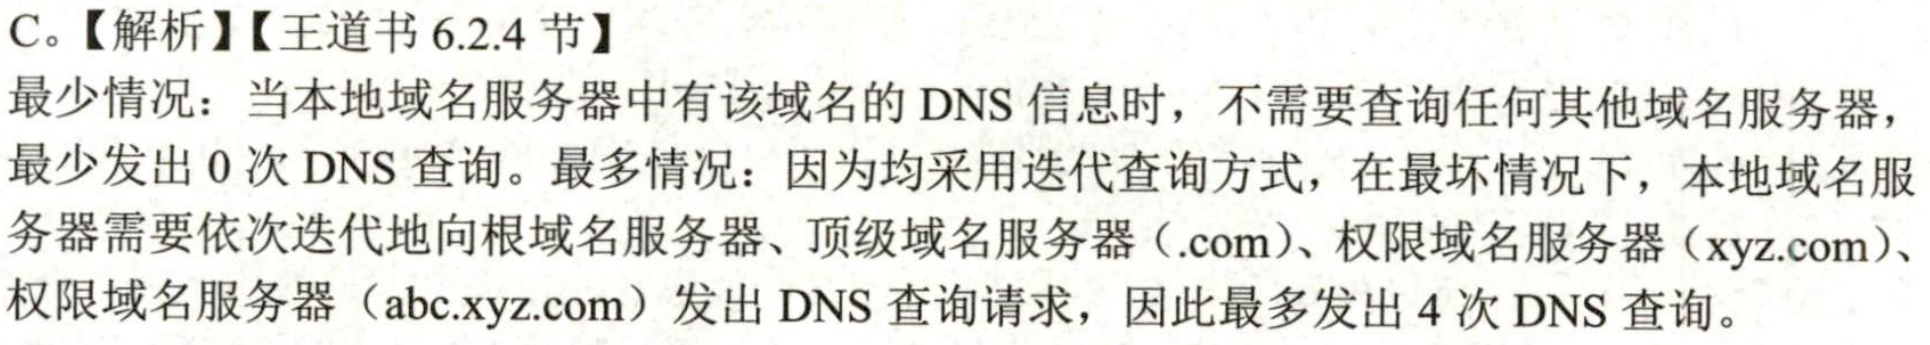 C。【解析】【王道书 6.2.4 节】
最少情况：当本地域名服务器中有该域名的 DNS 信息时，不需要查询任何其他域名服务器，
最少发出 0 次 DNS 查询。最多情况：因为均采用迭代查询方式，在最坏情况下，本地域名服
务器需要依次迭代地向根域名服务器、顶级域名服务器（.com）、权限域名服务器（xyz.com）、
权限域名服务器（abc.xyz.com）发出 DNS 查询请求，因此最多发出 4 次 DNS 查询。